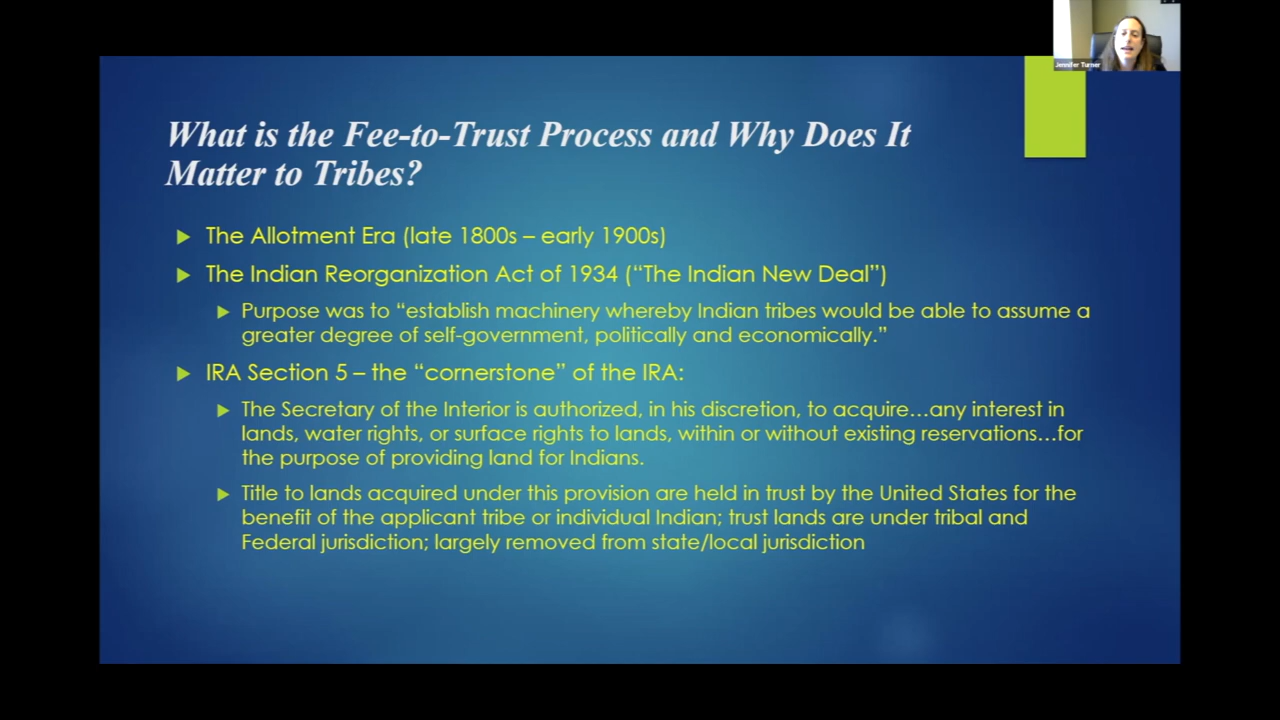 Jennifer Turner
What is the Fee-to-Trust Process and Why Does It
Matter to Tribes?
The Allotment Era (late 1800s – early 1900s)
The Indian Reorganization Act of 1934 (“The Indian New Deal”)
Purpose was to “establish machinery whereby Indian tribes would be able to assume a
greater degree of self-government, politically and economically.”
IRA Section 5 – the “cornerstone” of the IRA:
The Secretary of the Interior is authorized, in his discretion, to acquire…any interest in
lands, water rights, or surface rights to lands, within or without existing reservations…for
the purpose of providing land for Indians.
Title to lands acquired under this provision are held in trust by the United States for the
benefit of the applicant tribe or individual Indian; trust lands are under tribal and
Federal jurisdiction; largely removed from state/local jurisdiction